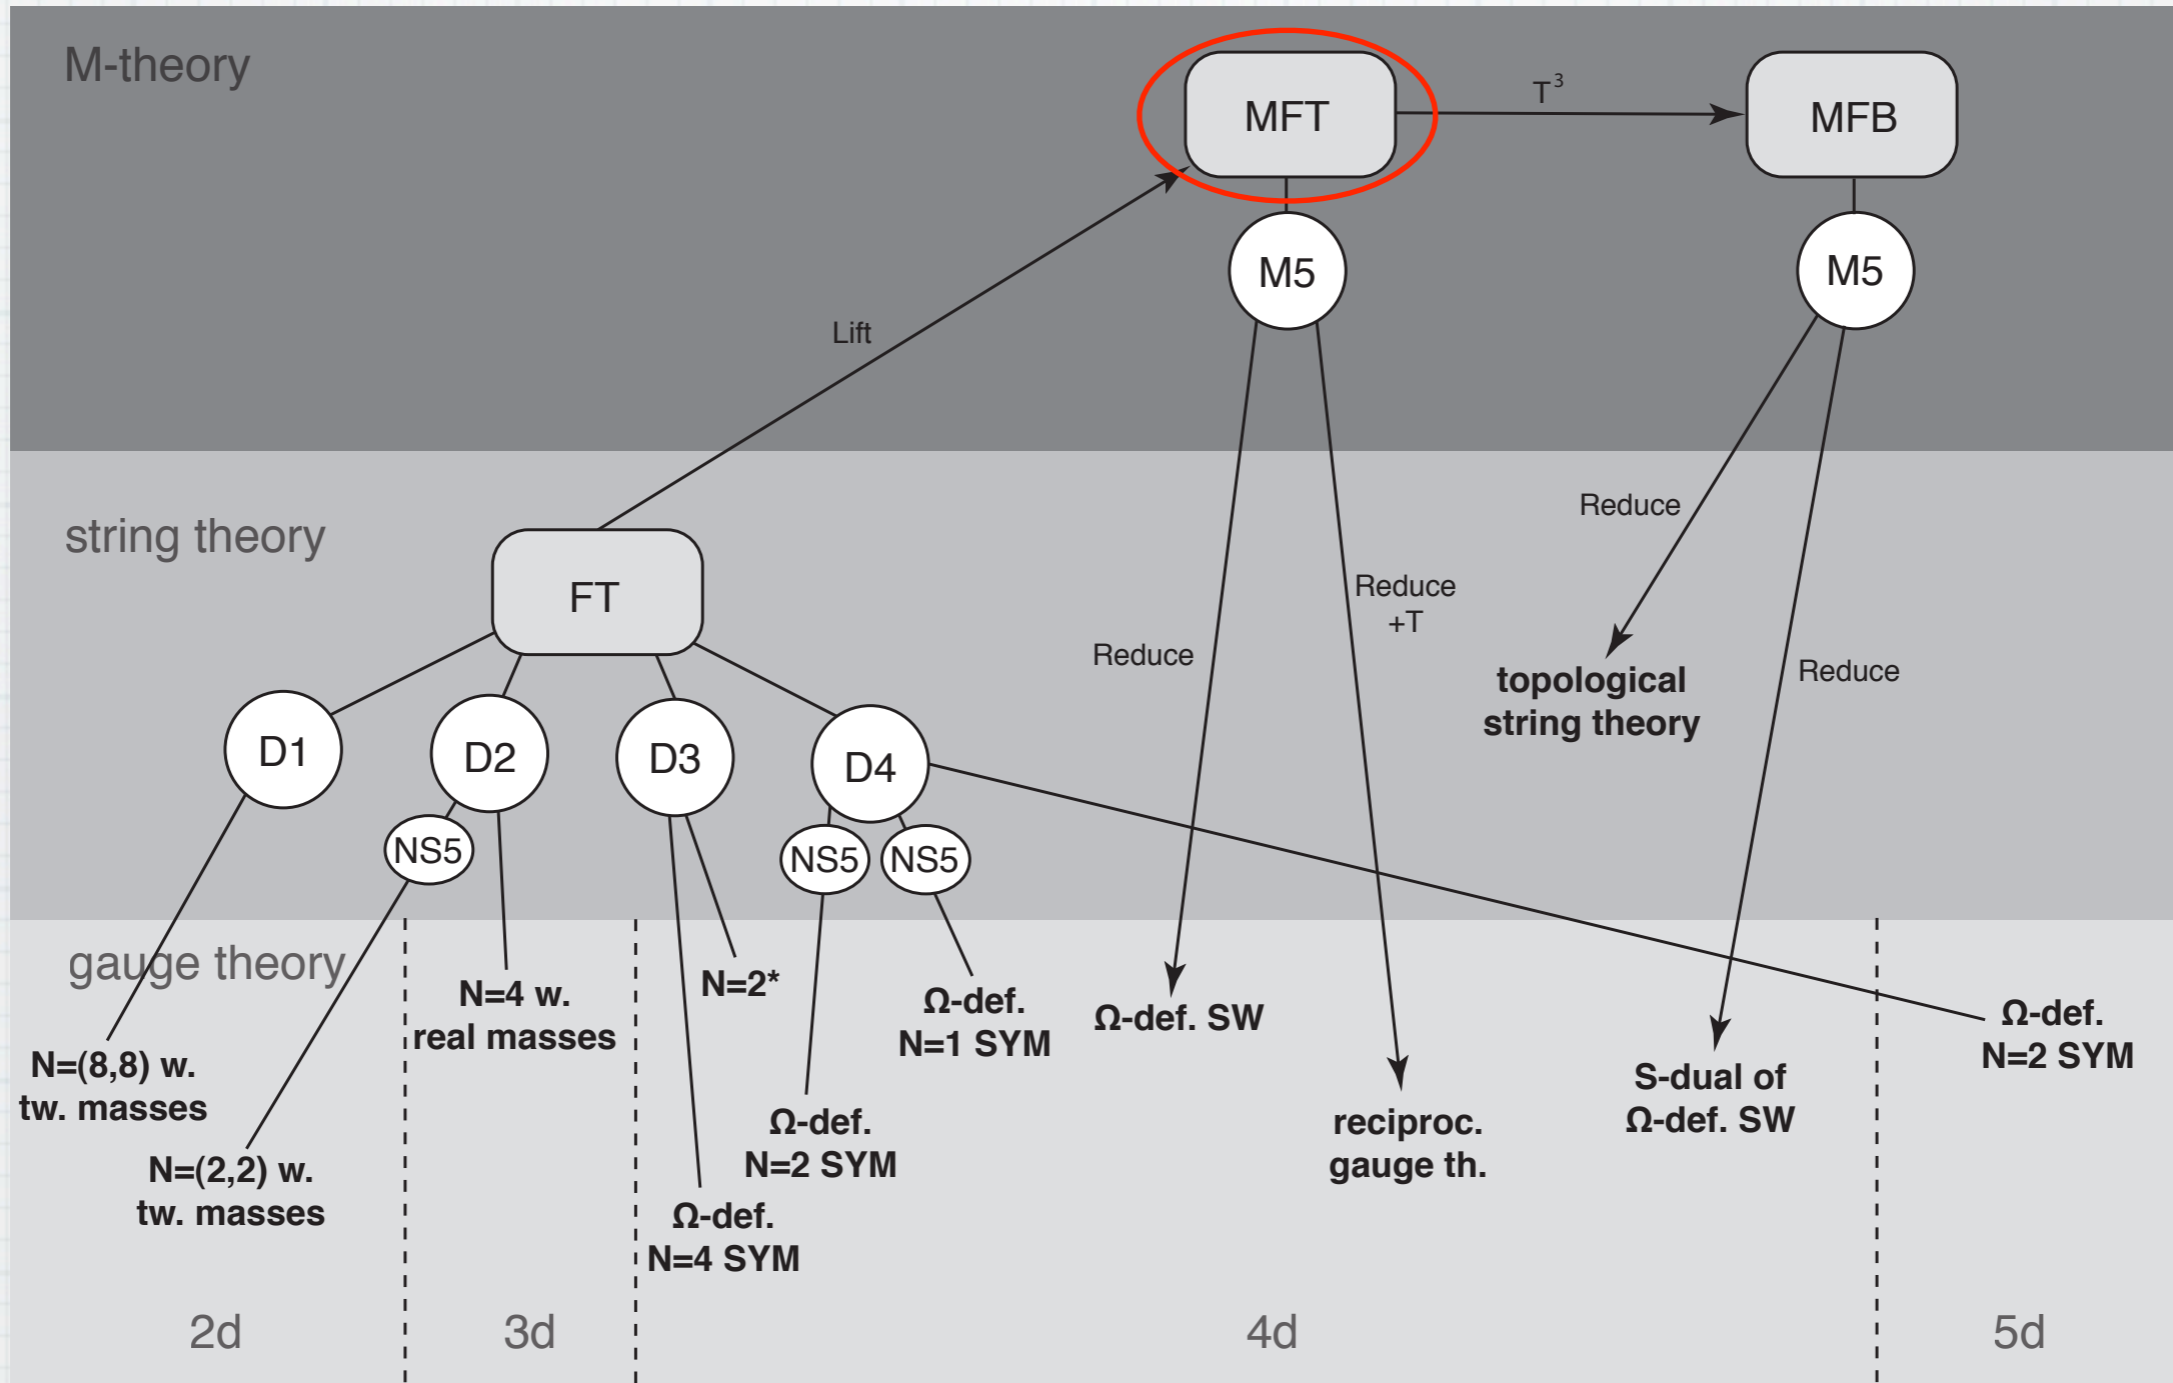 M-theory
MFT
T³
MFB
M5
M5
Lift
string theory
Reduce
FT
Reduce
+T
Reduce
topological
string theory
Reduce
D1
D2
D3
D4
NS5
NS5
NS5
gauge theory
N=4 w.
real masses
N=2*
Ω-def.
N=1 SYM
Ω-def. SW
Ω-def.
N=2 SYM
N=(8,8) w.
tw. masses
S-dual of
Ω-def. SW
Ω-def.
N=2 SYM
reciproc.
gauge th.
N=(2,2) w.
tw. masses
Ω-def.
N=4 SYM
2d
3d
4d
5d